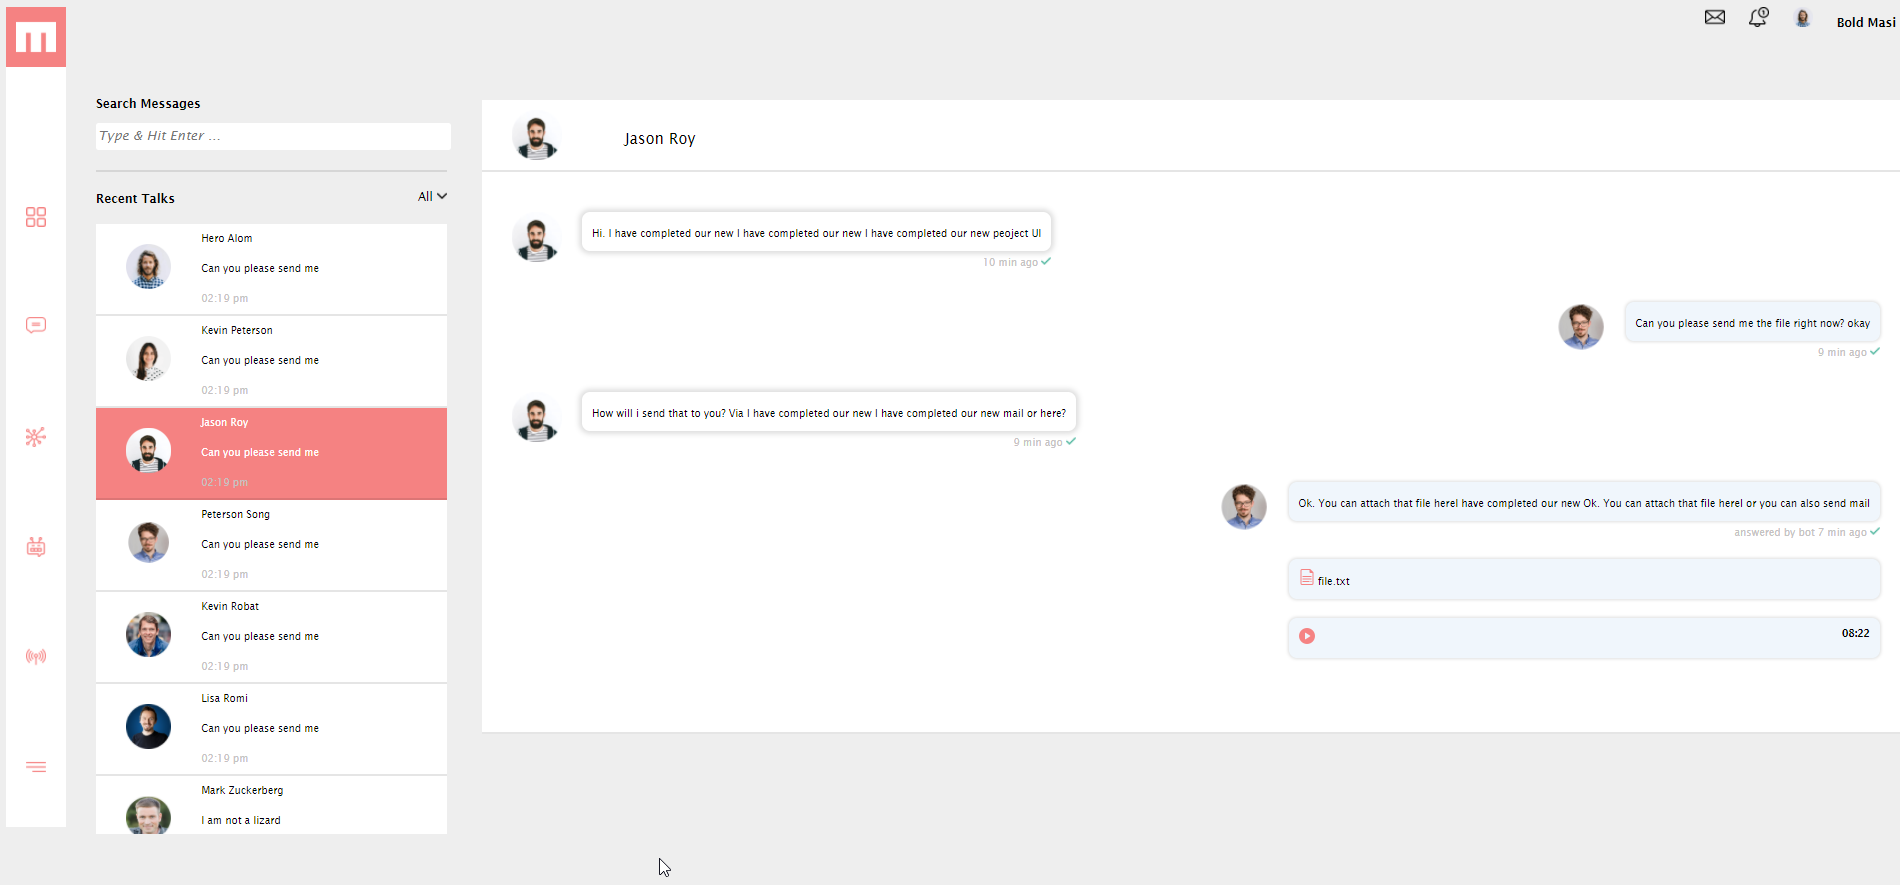 m
1
Bold Masi
Search Messages
Type & Hit Enter ...
Recent Talks
All
Hero Alom
Can you please send me
02:19 pm
Kevin Peterson
Can you please send me
02:19 pm
Jason Roy
Can you please send me
02:19 pm
Peterson Song
Can you please send me
02:19 pm
Kevin Robat
Can you please send me
02:19 pm
Lisa Romi
Can you please send me
02:19 pm
Mark Zuckerberg
I am not a lizard
Jason Roy
Hi. I have completed our new I have completed our new I have completed our new peoject UI
10 min ago
Can you please send me the file right now? okay
9 min ago
How will i send that to you? Via I have completed our new I have completed our new mail or here?
9 min ago
Ok. You can attach that file hereI have completed our new Ok. You can attach that file hereI or you can also send mail
answered by bot 7 min ago
file.txt
08:22